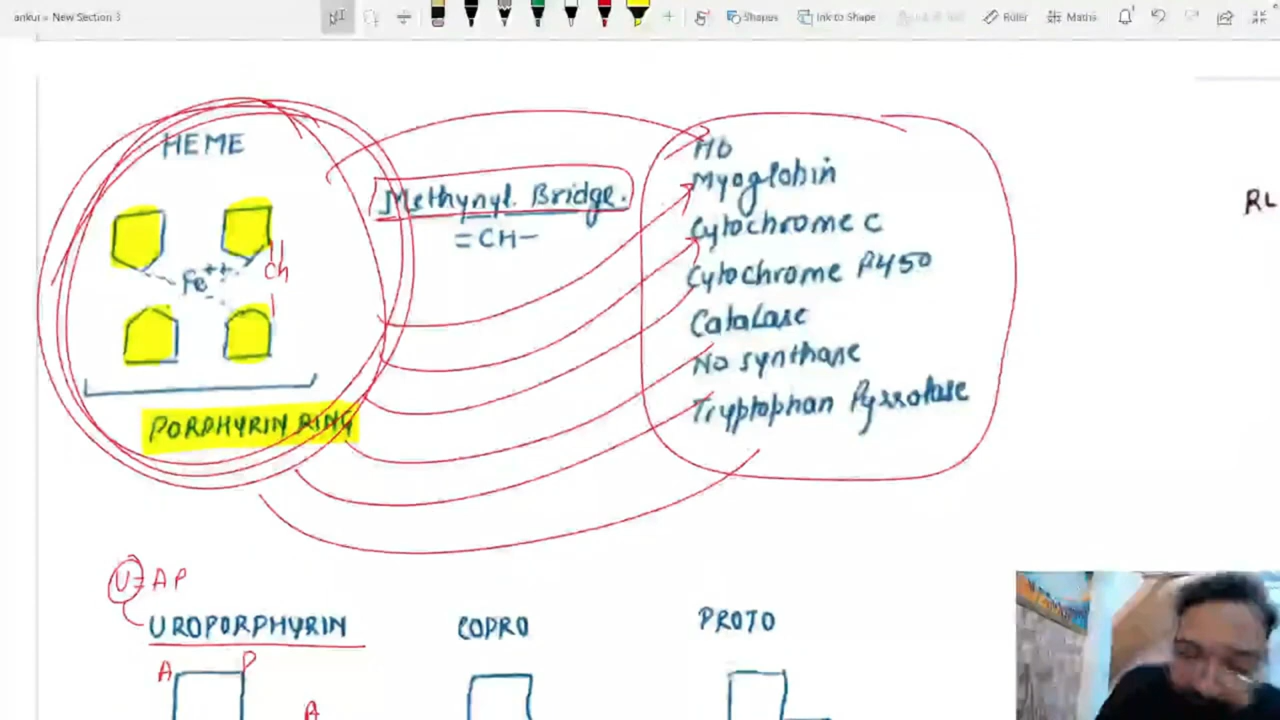 ankur » New Section 3
Shapes
Ink to Shape
Ruler
Maths
HEME
Fe++
Ch
PORPHYRIN RING
Methynyl. Bridge.
=CH-
Hb
Myoglobin
Cytochrome c
Cytochrome P450
Catalase
No synthase
Tryptophan Pyrrolase
RL
U=AP
UROPORPHYRIN
COPRO
PROTO
A P
A